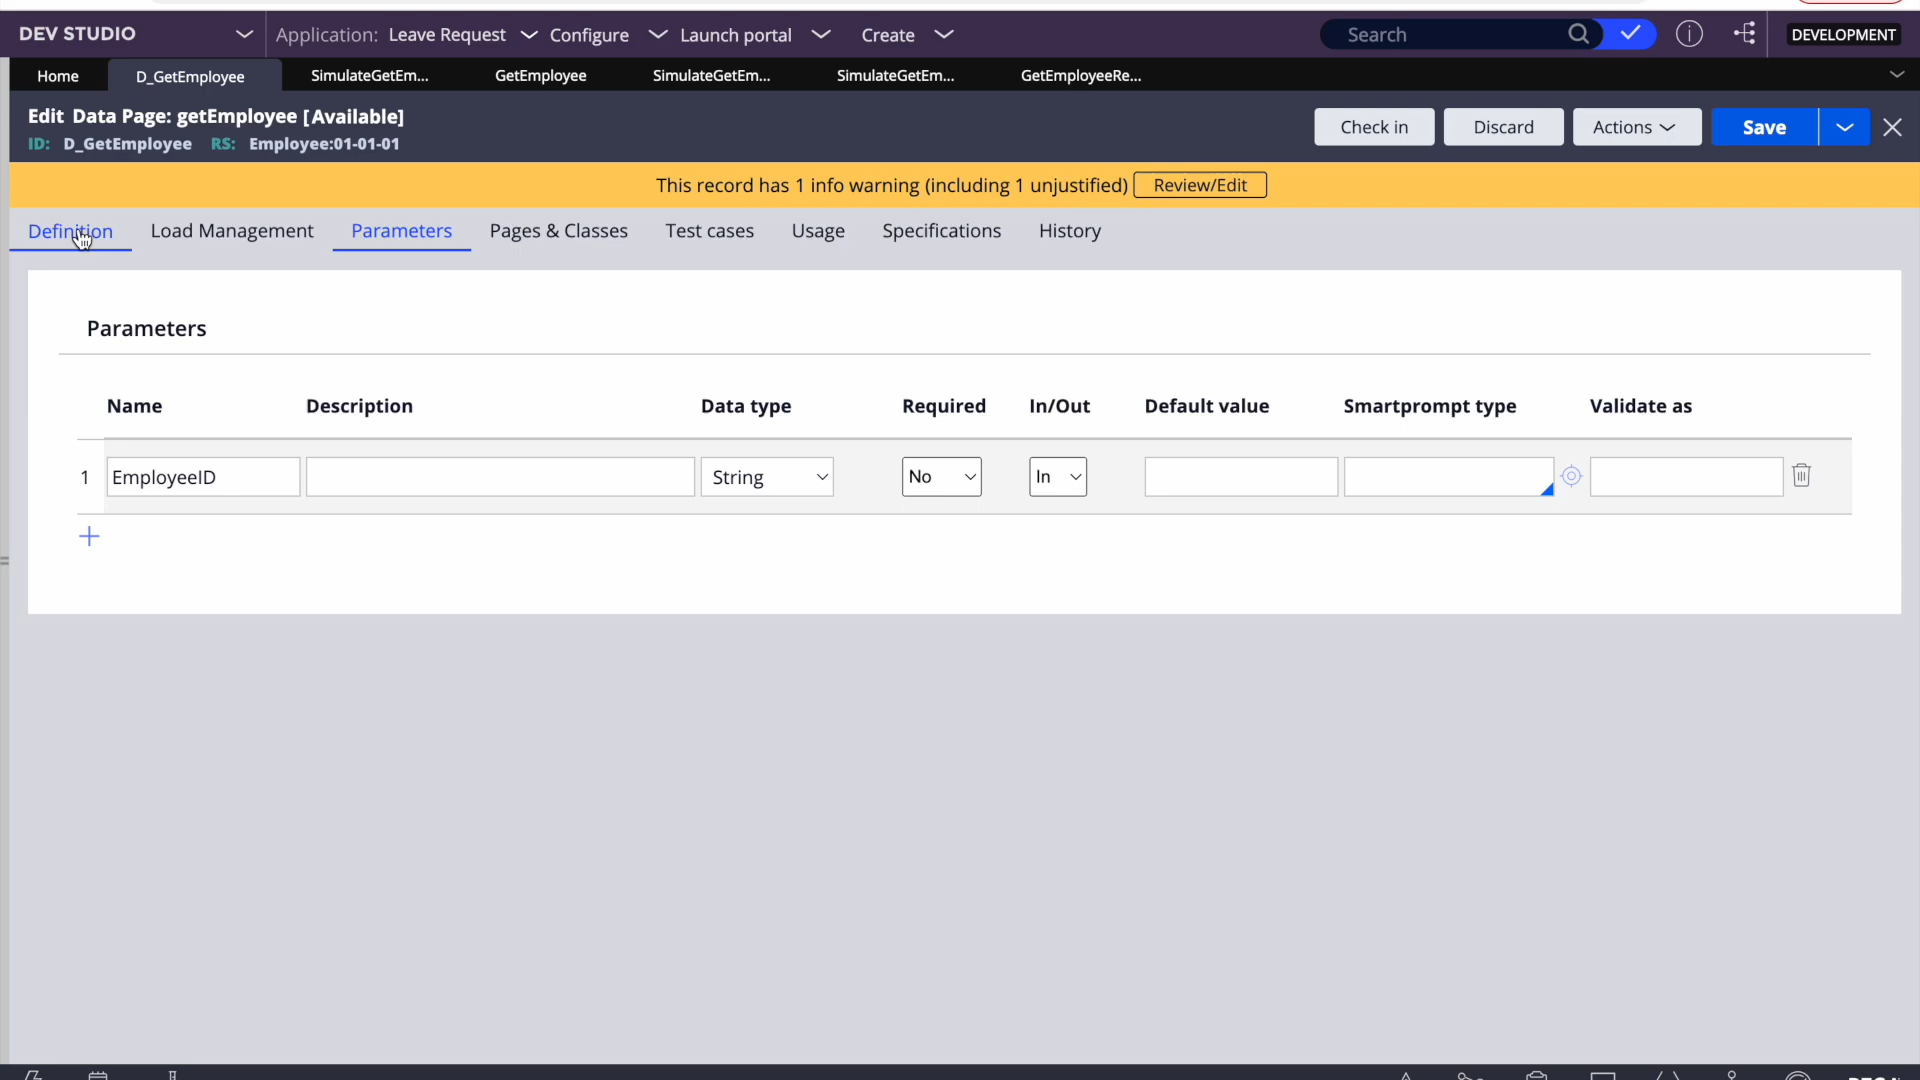 DEV STUDIO Application: Leave Request Configure Launch portal Create Search DEVELOPMENT
Home D_GetEmployee SimulateGetEm... GetEmployee SimulateGetEm... SimulateGetEm... GetEmployeeRe...
Edit Data Page: getEmployee [Available]
ID: D_GetEmployee RS: Employee:01-01-01
Check in Discard Actions Save
This record has 1 info warning (including 1 unjustified) Review/Edit
Definition Load Management Parameters Pages & Classes Test cases Usage Specifications History
Parameters
Name Description Data type Required In/Out Default value Smartprompt type Validate as
1 EmployeeID String No In